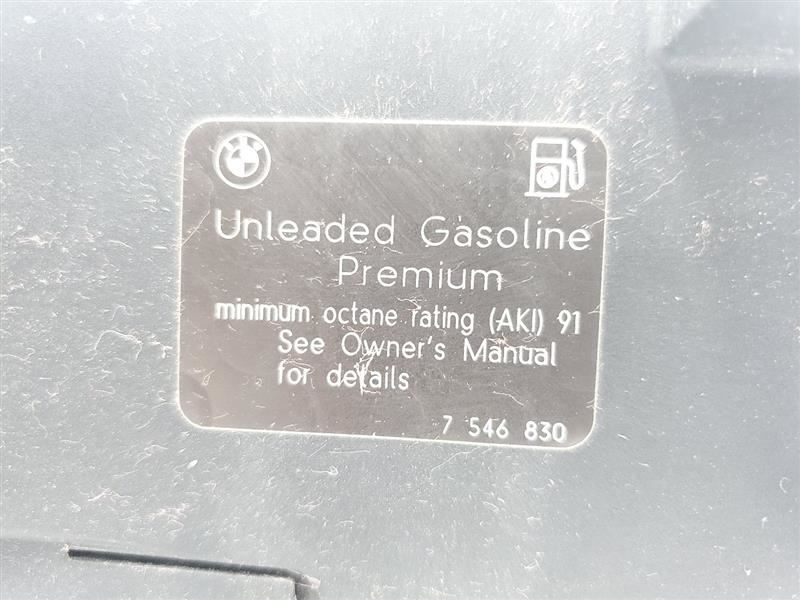 Unleaded Gasoline
Premium
minimum octane rating (AKI) 91
See Owner's Manual
for details
7 546 830